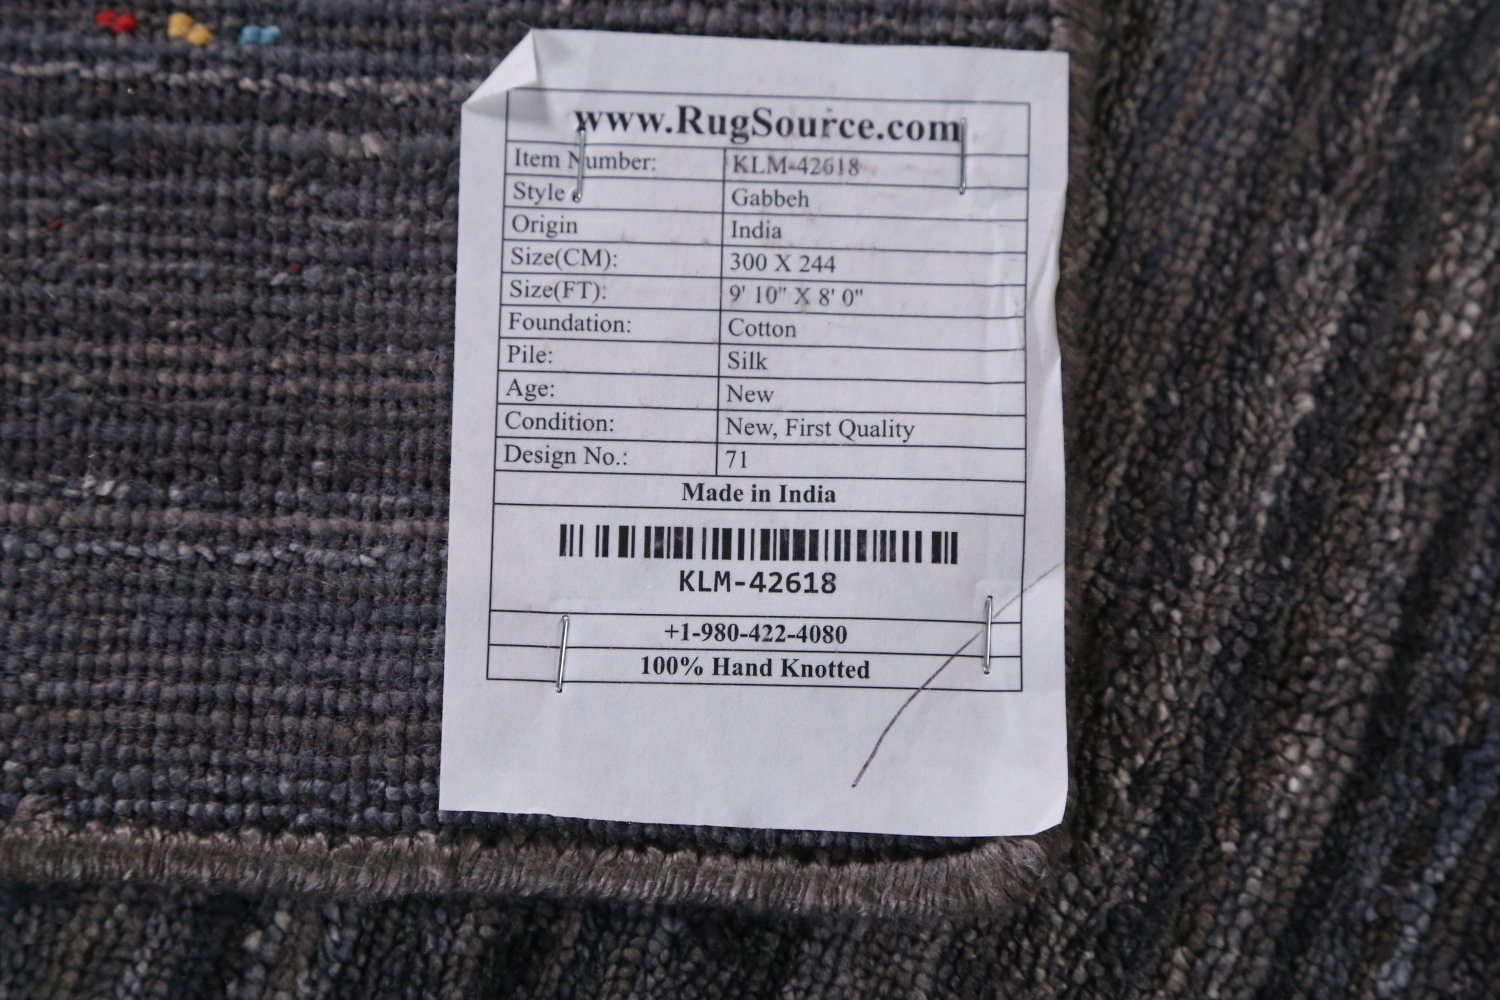 www.RugSource.com
Item Number: KLM-42618
Style Gabbeh
Origin India
Size(CM): 300 X 244
Size(FT): 9' 10" X 8' 0"
Foundation: Cotton
Pile: Silk
Age: New
Condition: New, First Quality
Design No.: 71
Made in India
KLM-42618
+1-980-422-4080
100% Hand Knotted